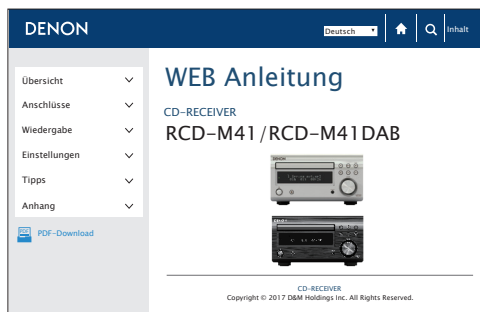 DENON
Deutsch
Inhalt
Übersicht
Anschlüsse
Wiedergabe
Einstellungen
Tipps
Anhang
PDF-Download
WEB Anleitung
CD-RECEIVER
RCD-M41/RCD-M41DAB
CD-RECEIVER
Copyright © 2017 D&M Holdings Inc. All Rights Reserved.